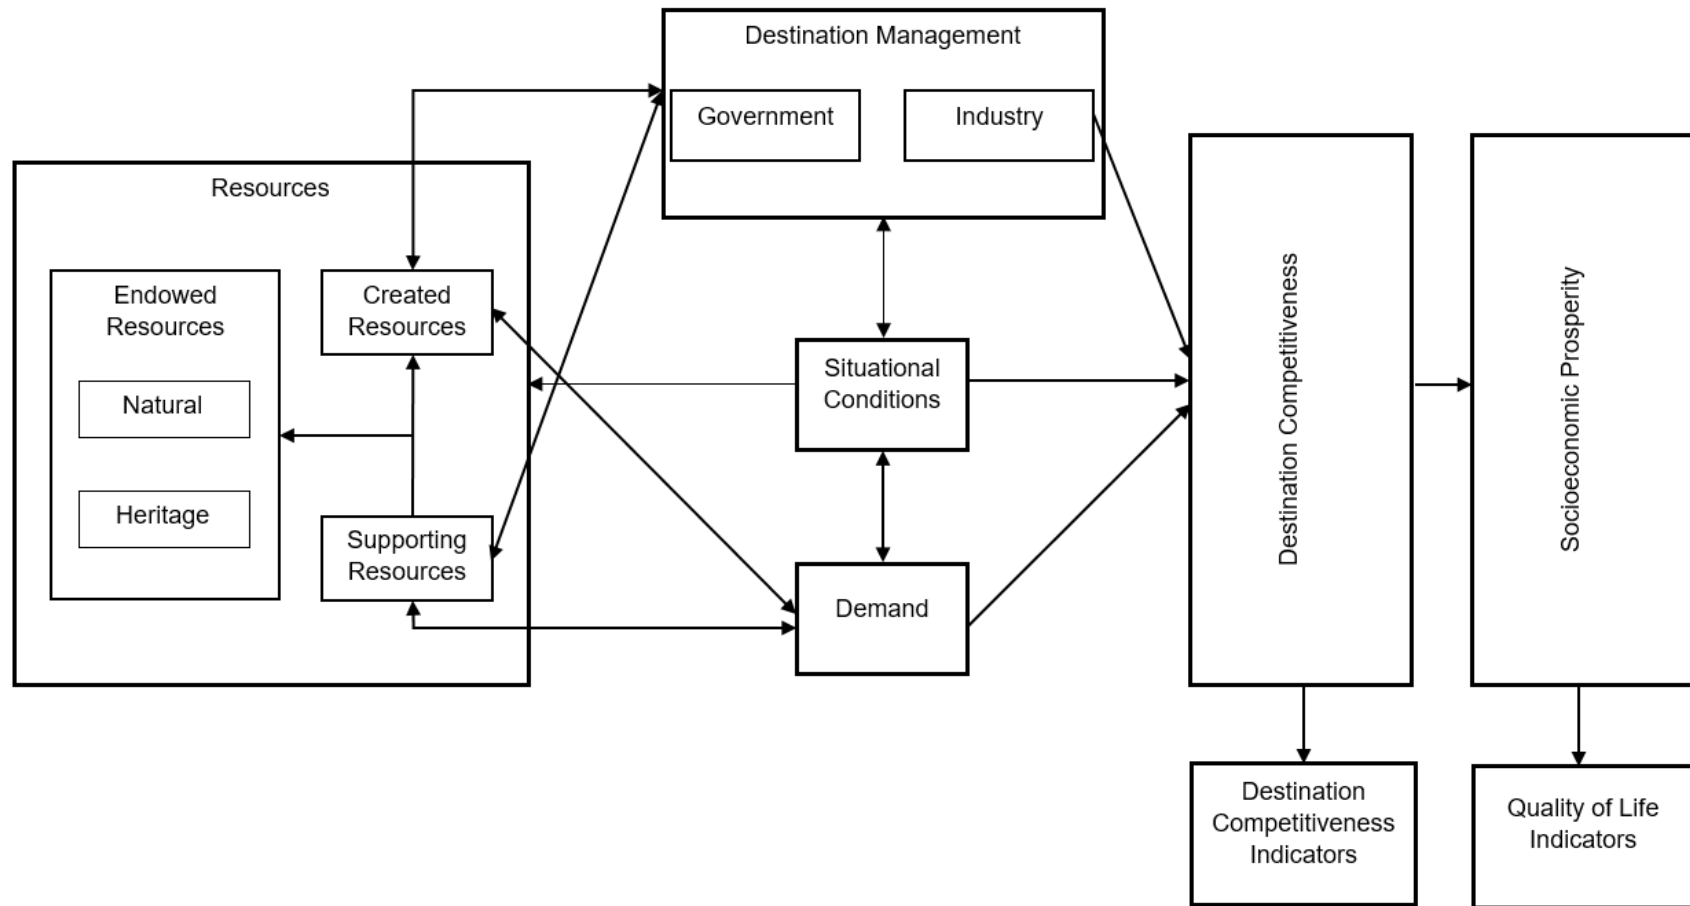 Destination Management
Government
Industry
Resources
Endowed
Resources
Natural
Heritage
Created
Resources
Supporting
Resources
Situational
Conditions
Demand
Destination Competitiveness
Socioeconomic Prosperity
Destination
Competitiveness
Indicators
Quality of Life
Indicators